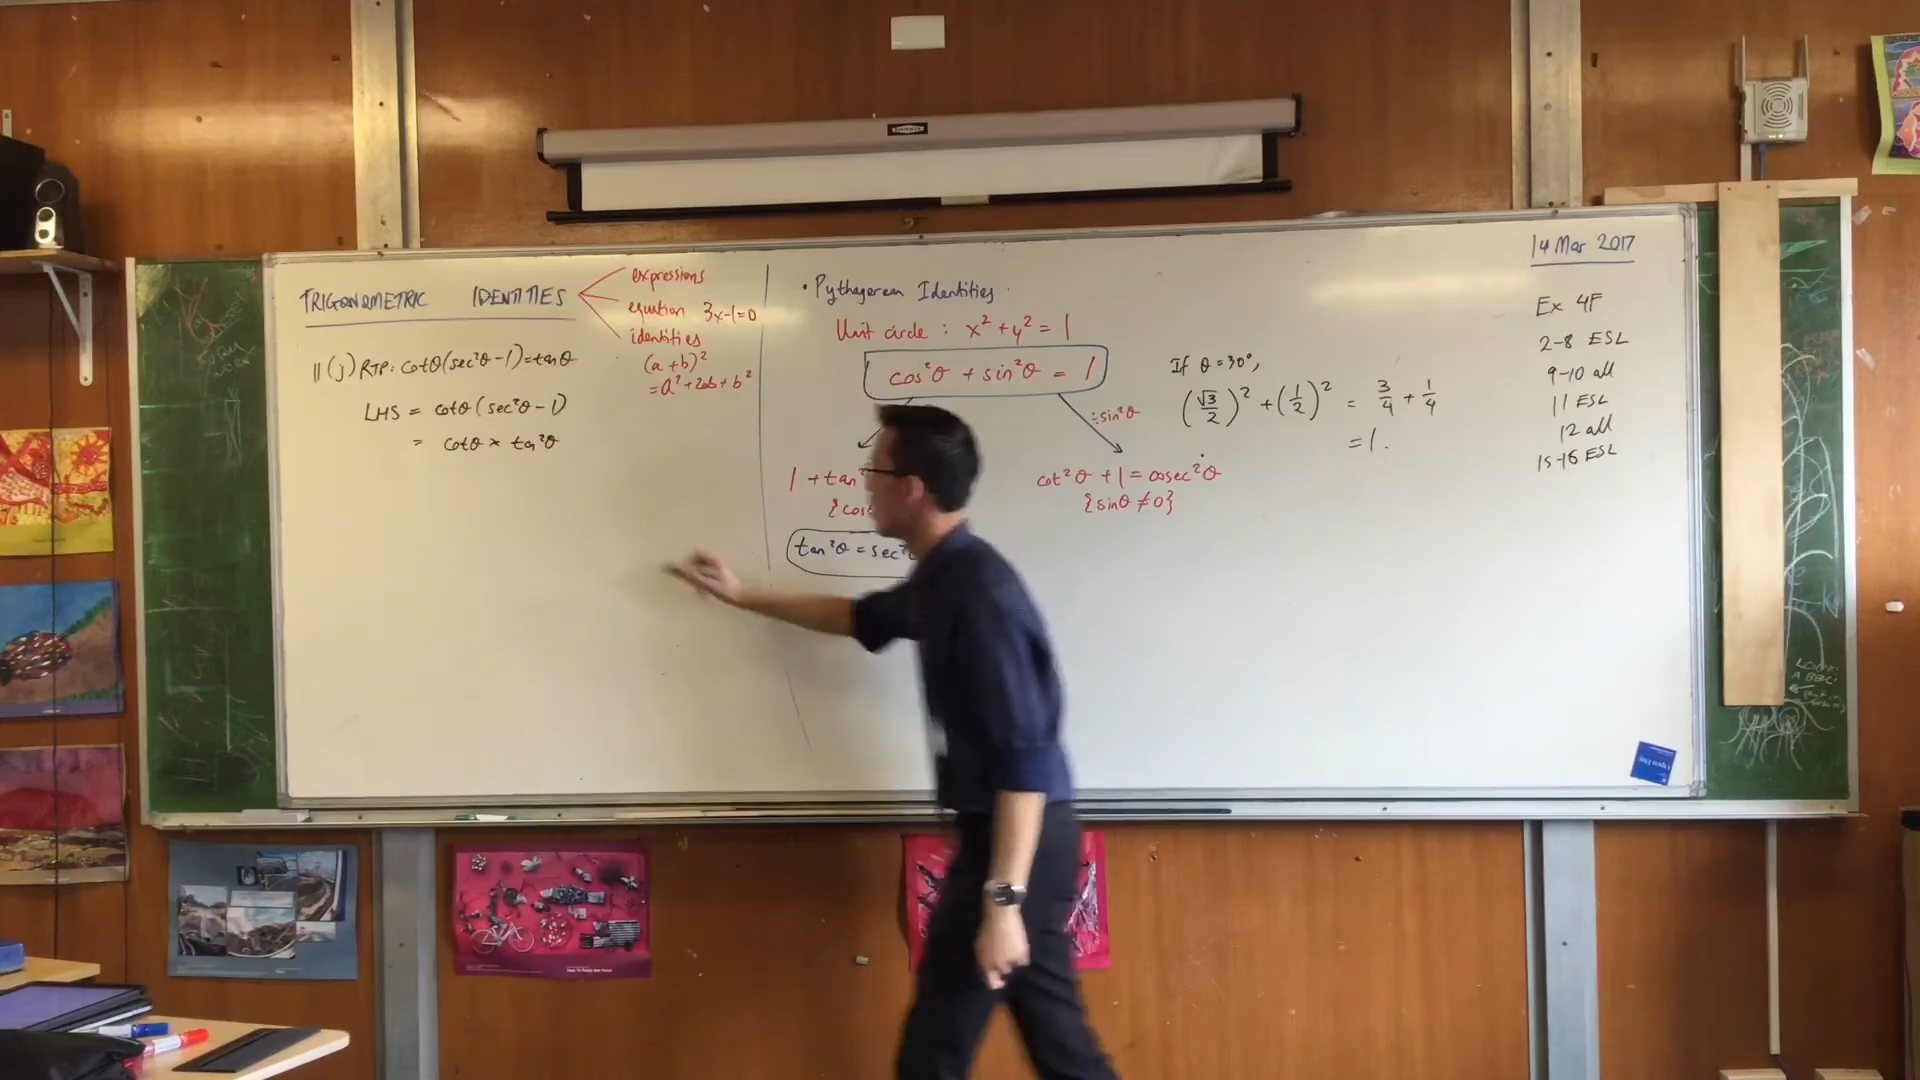 TRIGONOMETRIC IDENTITIES
expressions
equation 3x-1=0
identities
(a+b)²
=a²+2ab+b²
11(j) RTP: cotθ(sec²θ-1)=tanθ
LHS = cotθ(sec²θ-1)
= cotθ × tan²θ
• Pythagorean Identities
Unit circle : x²+y²=1
cos²θ + sin²θ = 1
÷sin²θ
1 + tan²
{cosθ
tan²θ = sec²θ
cot²θ + 1 = cosec²θ
{sinθ ≠ 0}
If θ=30°,
(√3/2)² + (1/2)² = 3/4 + 1/4
=1.
14 Mar 2017
Ex 4F
2-8 ESL
9-10 all
11 ESL
12 all
15-16 ESL